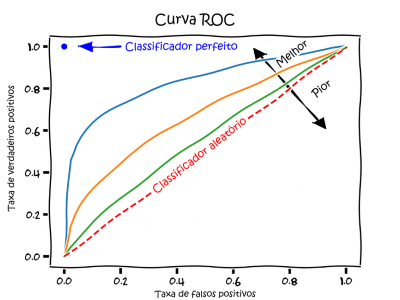 Curva ROC
Classificador perfeito
Melhor
Pior
Classificador aleatório
Taxa de verdadeiros positivos
1.0
0.8
0.6
0.4
0.2
0.0
0.0 0.2 0.4 0.6 0.8 1.0
Taxa de falsos positivos